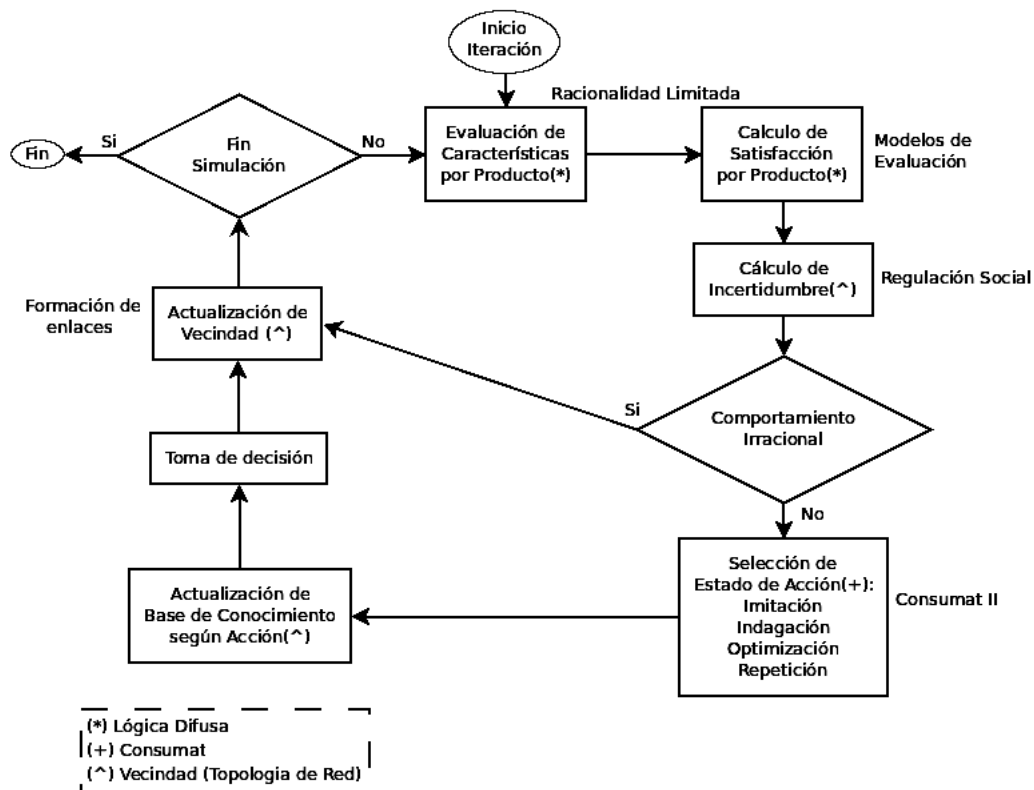 Inicio
Iteración
Racionalidad Limitada
Si
Fin
Fin
Simulación
No
Evaluación de
Características
por Producto(*)
Calculo de
Satisfacción
por Producto(*)
Modelos de
Evaluación
Cálculo de
Incertidumbre(^)
Regulación Social
Formación de
enlaces
Actualización de
Vecindad (^)
Si
Comportamiento
Irracional
Toma de decisión
No
Selección de
Estado de Acción(+):
Imitación
Indagación
Optimización
Repetición
Consumat II
Actualización de
Base de Conocimiento
según Acción(^)
(*) Lógica Difusa
(+) Consumat
(^) Vecindad (Topologia de Red)